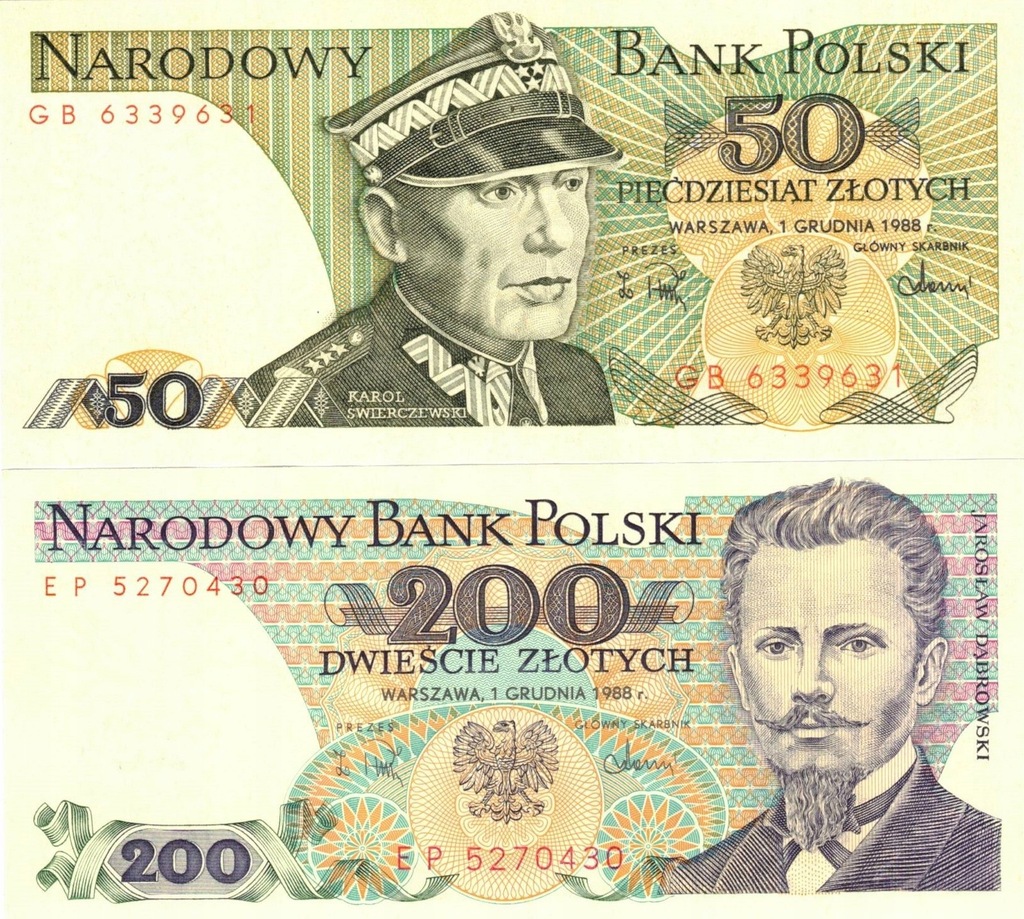 NARODOWY BANK POLSKI
GB 6339631
50
PIEĆDZIESIĄT ZŁOTYCH
WARSZAWA, 1 GRUDNIA 1988 r.
PREZES GŁÓWNY SKARBNIK
GB 6339631
50
KAROL
ŚWIERCZEWSKI
NARODOWY BANK POLSKI
EP 5270430
200
DWIEŚCIE ZŁOTYCH
WARSZAWA, 1 GRUDNIA 1988 r.
PREZES GŁÓWNY SKARBNIK
200
EP 5270430
JAROSŁAW DĄBROWSKI